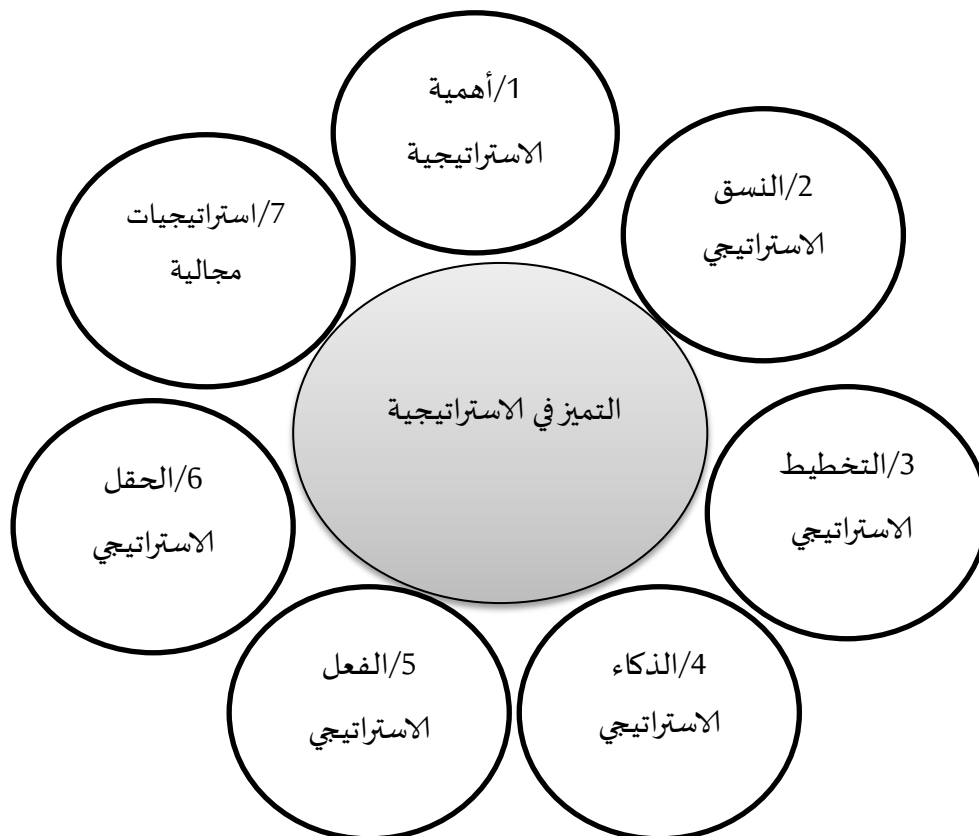 1/أهمية
الاستراتيجية
2/النسق
الاستراتيجي
3/التخطيط
الاستراتيجي
4/الذكاء
الاستراتيجي
5/الفعل
الاستراتيجي
6/الحقل
الاستراتيجي
7/استراتيجيات
مجالية
التميز في الاستراتيجية